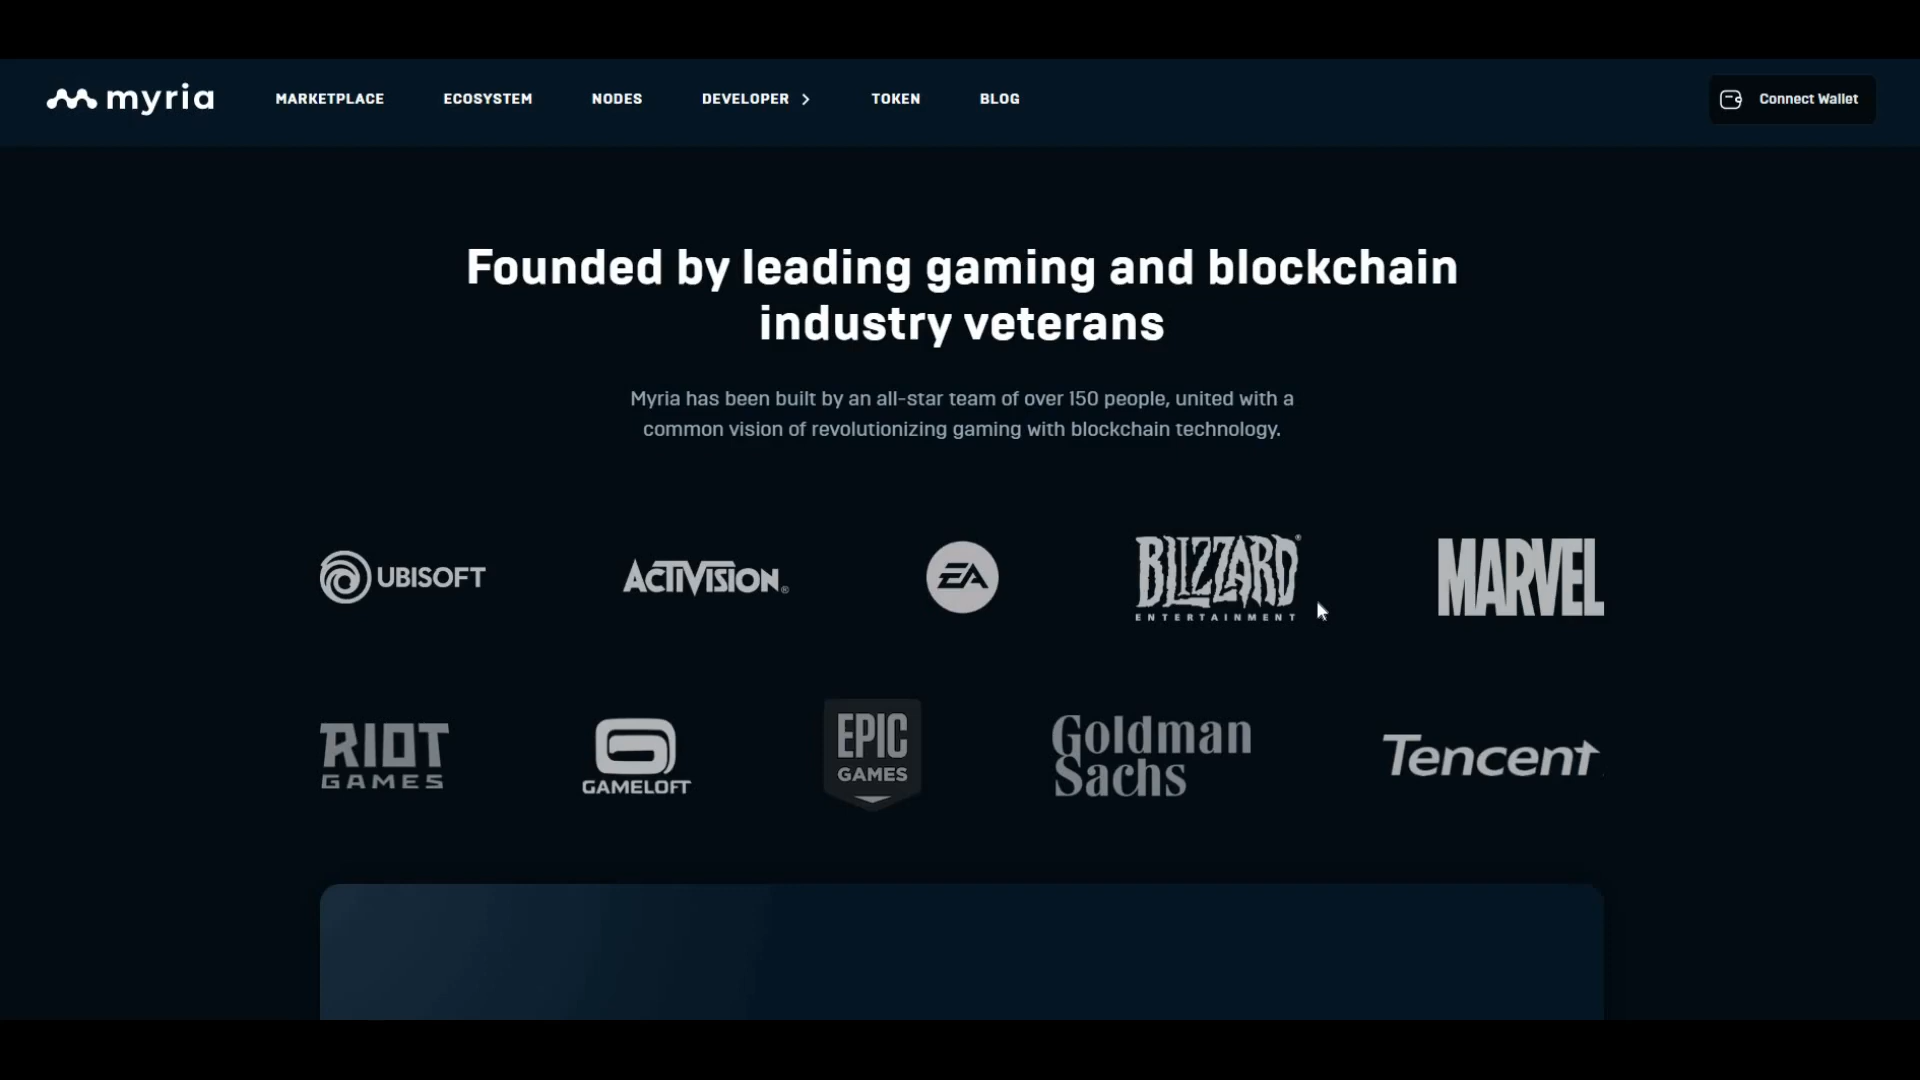 myria
MARKETPLACE
ECOSYSTEM
NODES
DEVELOPER
TOKEN
BLOG
Connect Wallet
Founded by leading gaming and blockchain
industry veterans
Myria has been built by an all-star team of over 150 people, united with a
common vision of revolutionizing gaming with blockchain technology.
UBISOFT
ACTIVISION®
EA
BLIZZARD®
ENTERTAINMENT
MARVEL
RIOT
GAMES
GAMELOFT
EPIC
GAMES
Goldman
Sachs
Tencent